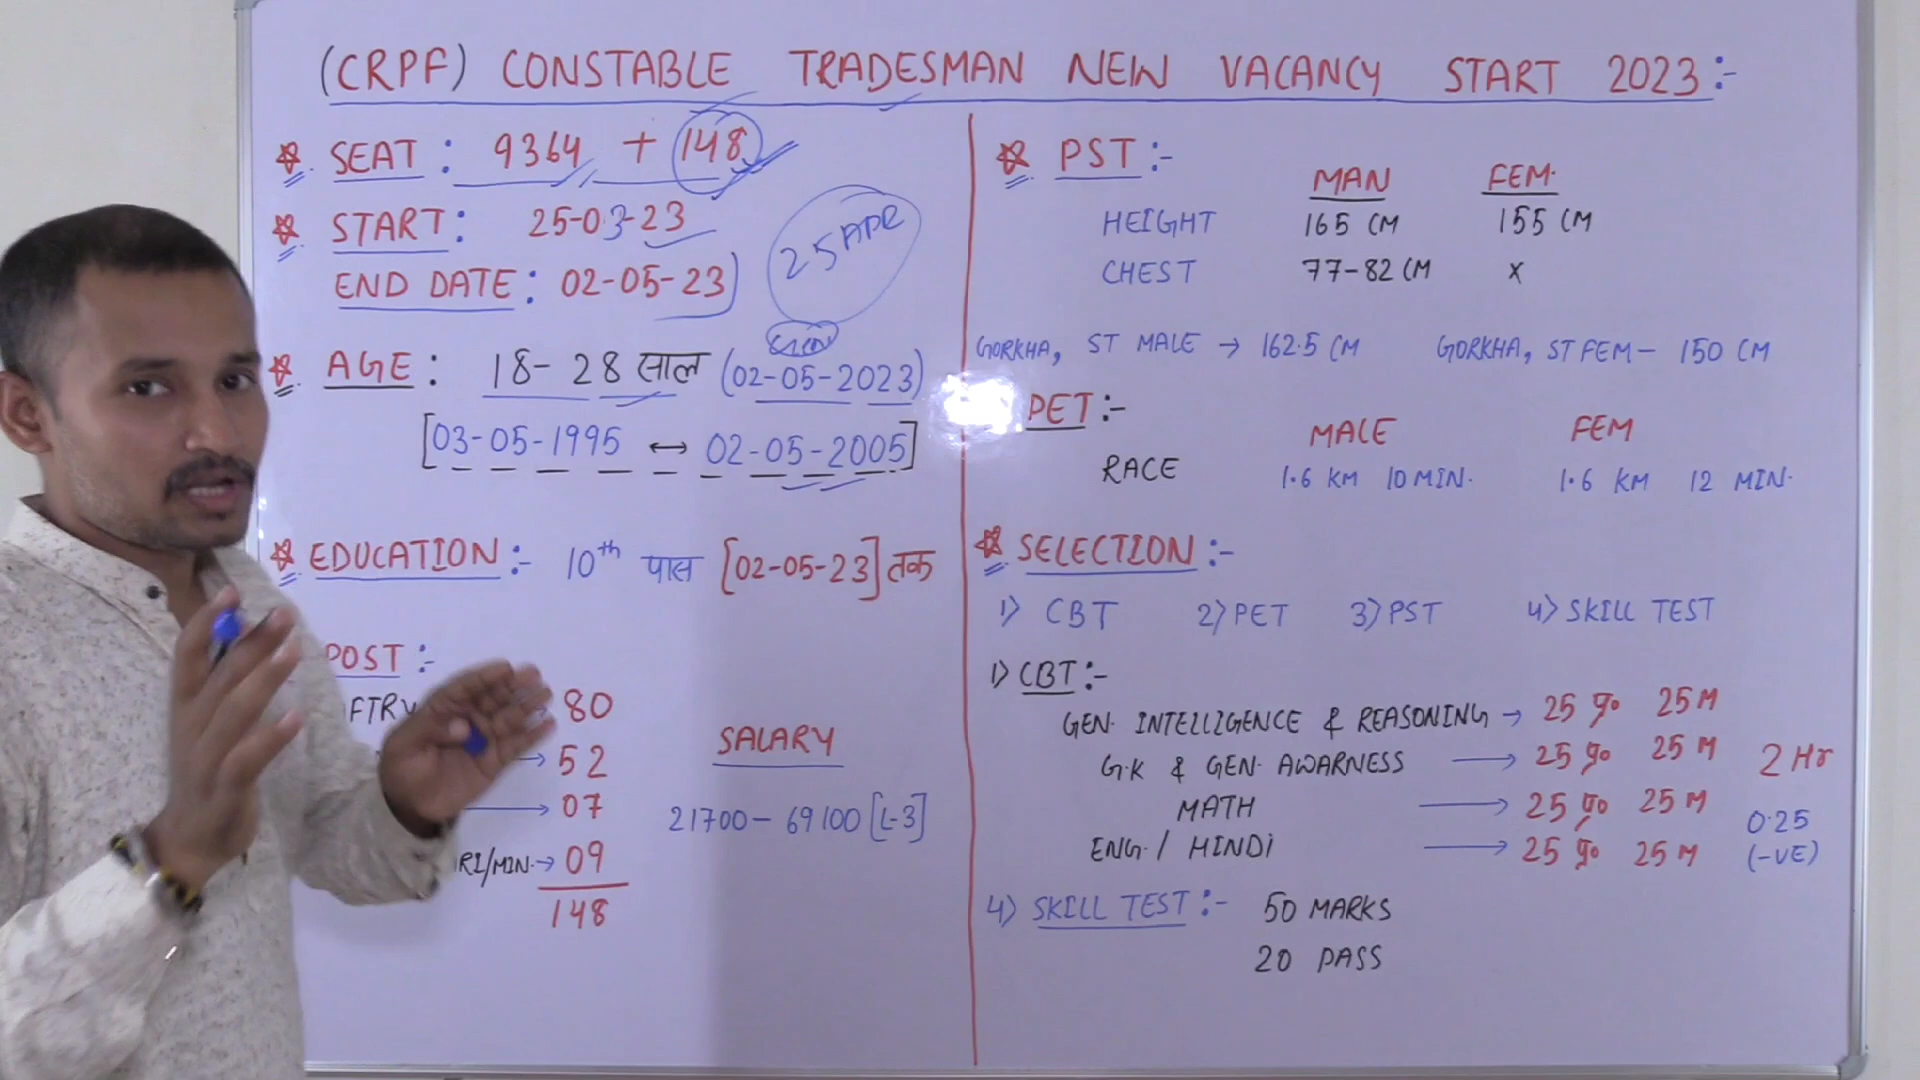 (CRPF) CONSTABLE TRADESMAN NEW VACANCY START 2023:-
SEAT : 9364 + 148
START : 25-03-23
25 APR
END DATE : 02-05-23)
AGE : 18- 28 साल (02-05-2023)
[03-05-1995 ↔ 02-05-2005]
EDUCATION :- 10th पास [02-05-23] तक
POST :-
80
→ 52
→ 07
RI/MIN.→ 09
148
SALARY
21700- 69100 [L-3]
PST :-
MAN FEM.
HEIGHT 165 CM 155 CM
CHEST 77-82 CM x
GORKHA, ST MALE → 162.5 CM GORKHA, ST FEM- 150 CM
PET :-
MALE FEM
RACE 1.6 KM 10 MIN. 1.6 KM 12 MIN.
SELECTION :-
1) CBT 2) PET 3) PST 4) SKILL TEST
1) CBT :-
GEN. INTELLIGENCE & REASONING → 25 प्र० 25 M
G.K & GEN. AWARNESS → 25 प्र० 25 M
2 Hr
MATH → 25 प्र० 25 M
0.25
ENG. / HINDI → 25 प्र० 25 M
(-VE)
4) SKILL TEST :- 50 MARKS
20 PASS